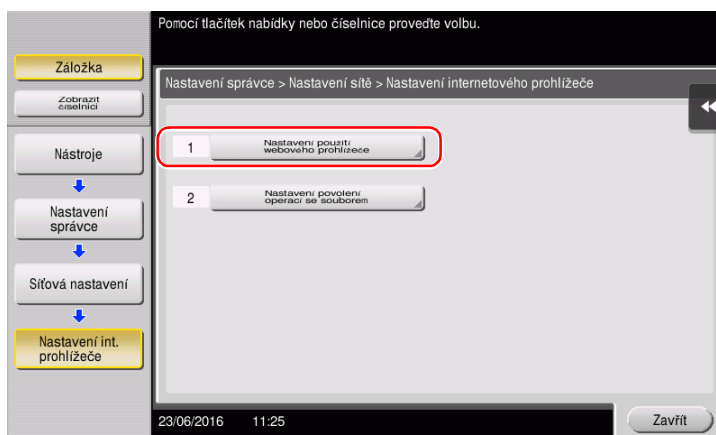 Pomocí tlačítek nabídky nebo číselnice proveďte volbu.
Záložka
Zobrazit
číselnici
Nástroje
Nastavení
správce
Síťová nastavení
Nastavení int.
prohlížeče
Nastavení správce > Nastavení sítě > Nastavení internetového prohlížeče
1
Nastavení použití
webového prohlížeče
2
Nastavení povolení
operací se souborem
23/06/2016 11:25
Zavřít